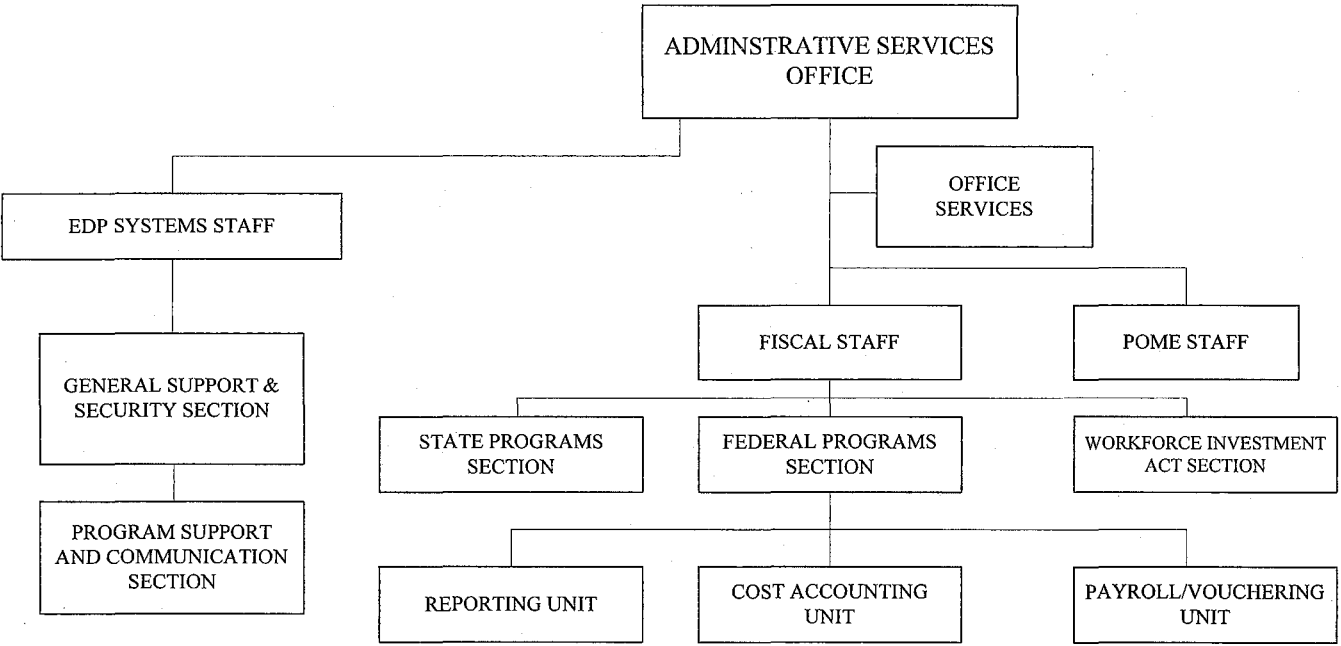 ADMINSTRATIVE SERVICES
OFFICE
OFFICE
SERVICES
EDP SYSTEMS STAFF
FISCAL STAFF
POME STAFF
GENERAL SUPPORT &
SECURITY SECTION
STATE PROGRAMS
SECTION
FEDERAL PROGRAMS
SECTION
WORKFORCE INVESTMENT
ACT SECTION
PROGRAM SUPPORT
AND COMMUNICATION
SECTION
REPORTING UNIT
COST ACCOUNTING
UNIT
PAYROLL/VOUCHERING
UNIT